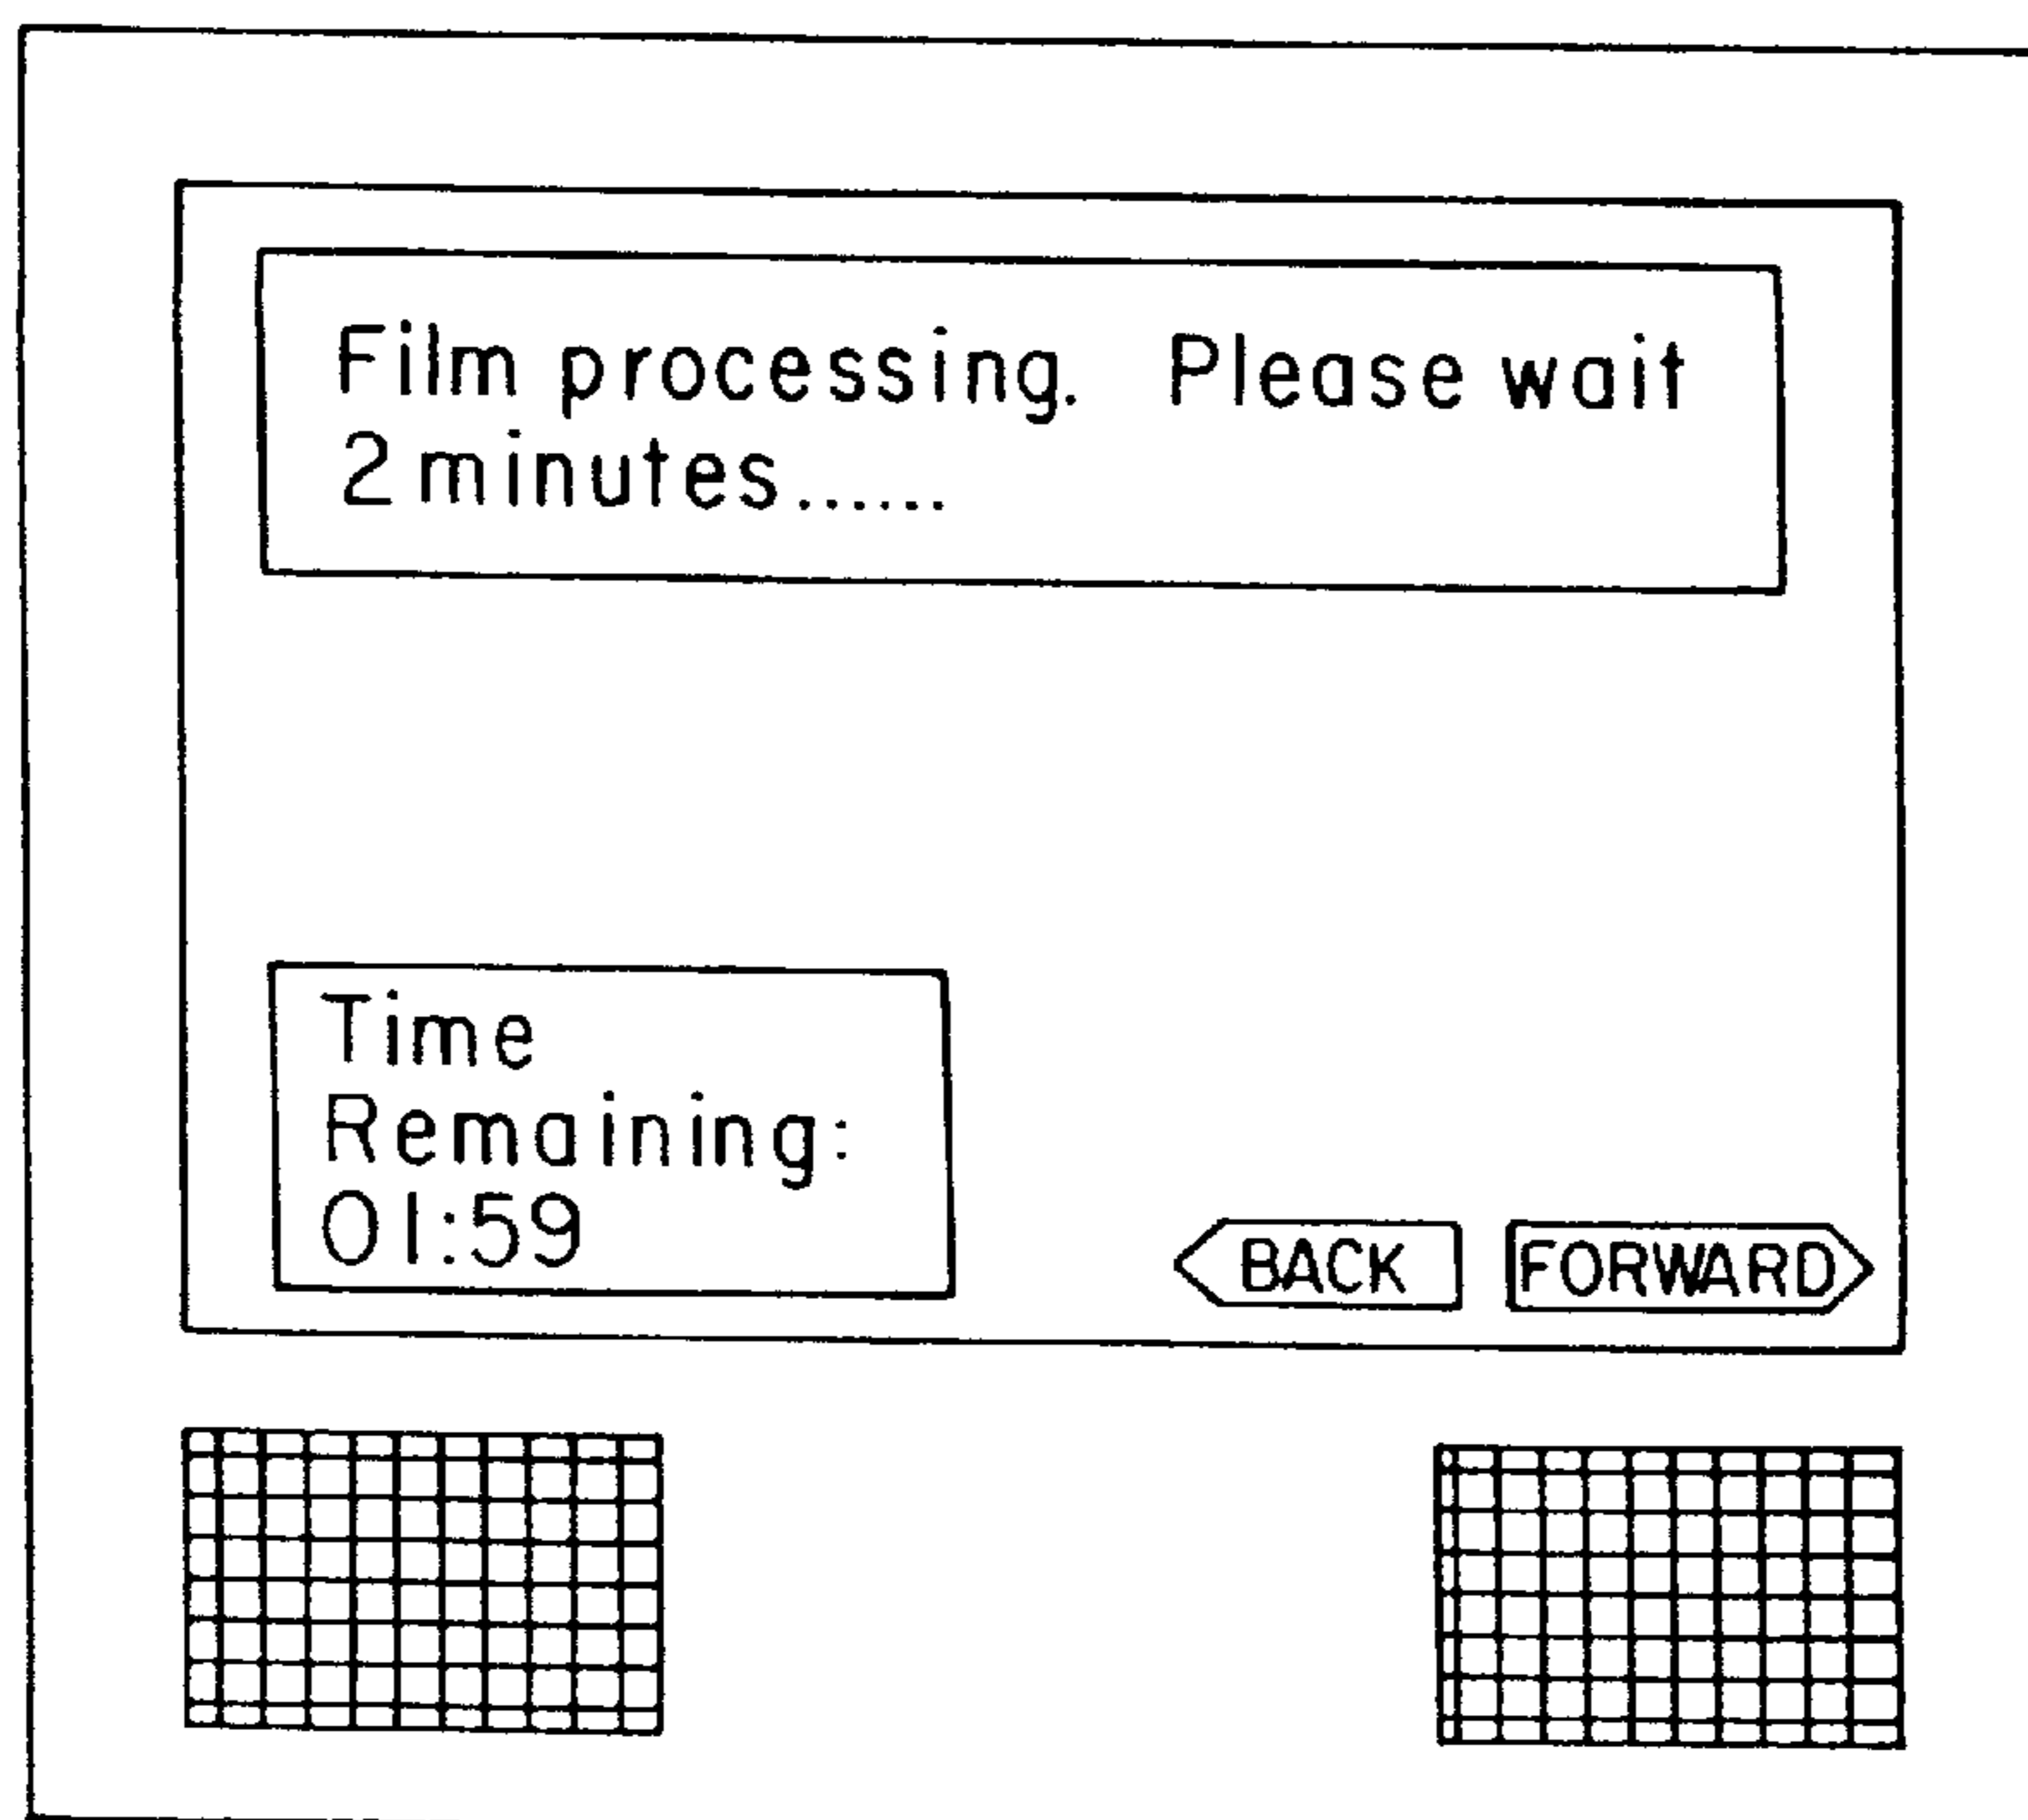 Film processing. Please wait
2 minutes......
Time
Remaining:
01:59
BACK
FORWARD